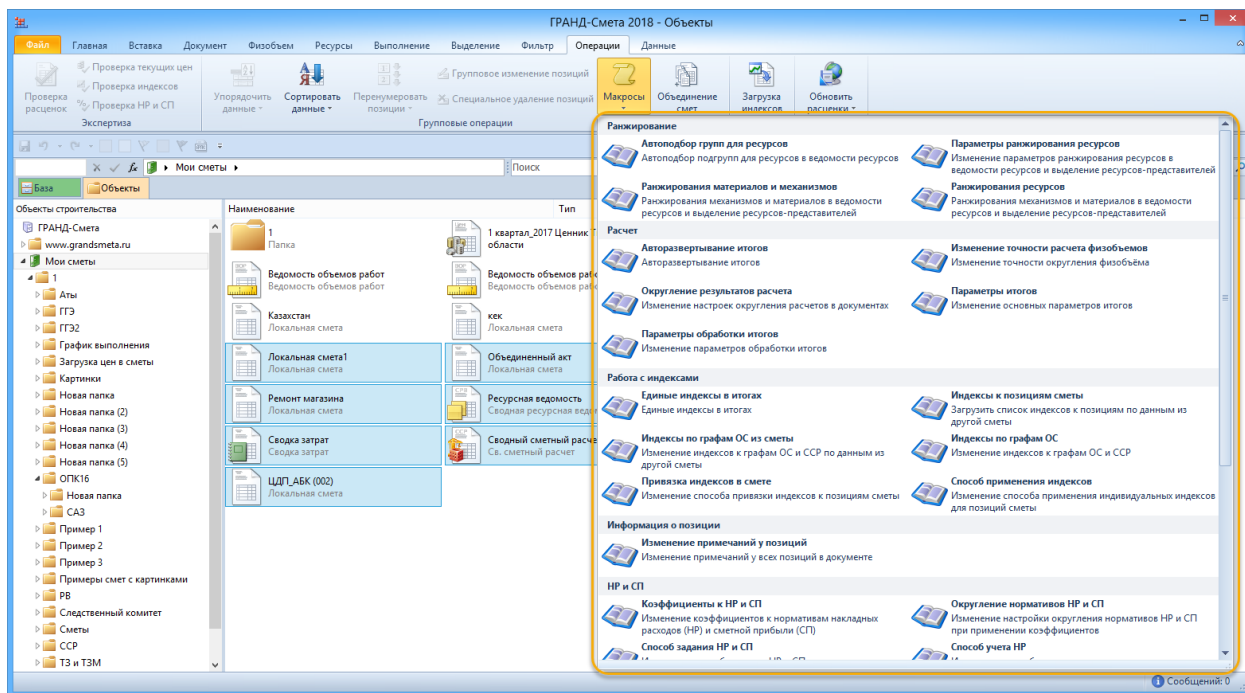 ГРАНД-Смета 2018 - Объекты
Файл Главная Вставка Документ Физобъем Ресурсы Выполнение Выделение Фильтр Операции Данные
Проверка расценок
Проверка текущих цен
Проверка индексов
Проверка НР и СП
Экспертиза
Упорядочить данные
Сортировать данные
Перенумеровать позиции
Групповое изменение позиций
Специальное удаление позиций
Групповые операции
Макросы
Объединение смет
Загрузка индексов
Обновить расценки
fx
Мои сметы
Поиск
База
Объекты
Объекты строительства
ГРАНД-Смета
www.grandsmeta.ru
Мои сметы
1
Аты
ГГЭ
ГГЭ2
График выполнения
Загрузка цен в сметы
Картинки
Новая папка
Новая папка (2)
Новая папка (3)
Новая папка (4)
Новая папка (5)
ОПК16
Новая папка
САЗ
Пример 1
Пример 2
Пример 3
Примеры смет с картинками
РВ
Следственный комитет
Сметы
ССР
ТЗ и ТЗМ
Наименование
Тип
1
Папка
1 квартал_2017 Ценник
области
Ведомость объемов работ
Ведомость объемов работ
Ведомость объемов
Ведомость объемов
Казахстан
Локальная смета
кек
Локальная смета
Локальная смета1
Локальная смета
Объединенный акт
Локальная смета
Ремонт магазина
Локальная смета
Ресурсная ведомость
Сводная ресурсная
Сводка затрат
Сводка затрат
Сводный сметный
Св. сметный расчет
ЦДП_АБК (002)
Локальная смета
Ранжирование
Автоподбор групп для ресурсов
Автоподбор подгрупп для ресурсов в ведомости ресурсов
Параметры ранжирования ресурсов
Изменение параметров ранжирования ресурсов в
ведомости ресурсов и выделение ресурсов-представителей
Ранжирования материалов и механизмов
Ранжирования механизмов и материалов в ведомости
ресурсов и выделение ресурсов-представителей
Ранжирования ресурсов
Ранжирования механизмов и материалов в ведомости
ресурсов и выделение ресурсов-представителей
Расчет
Авторазвертывание итогов
Авторазвертывание итогов
Изменение точности расчета физобъемов
Изменение точности округления физобъёма
Округление результатов расчета
Изменение настроек округления расчетов в документах
Параметры итогов
Изменение основных параметров итогов
Параметры обработки итогов
Изменение параметров обработки итогов
Работа с индексами
Единые индексы в итогах
Единые индексы в итогах
Индексы к позициям сметы
Загрузить список индексов к позициям по данным из
другой сметы
Индексы по графам ОС из сметы
Изменение индексов к графам ОС и ССР по данным из
другой сметы
Индексы по графам ОС
Изменение индексов к графам ОС и ССР
Привязка индексов в смете
Изменение способа привязки индексов к позициям сметы
Способ применения индексов
Изменение способа применения индивидуальных индексов
для позиций сметы
Информация о позиции
Изменение примечаний у позиций
Изменение примечаний у всех позиций в документе
НР и СП
Коэффициенты к НР и СП
Изменение коэффициентов к нормативам накладных
расходов (НР) и сметной прибыли (СП)
Округление нормативов НР и СП
Изменение настройки округления нормативов НР и СП
при применении коэффициентов
Способ задания НР и СП
Способ учета НР
Сообщений: 0